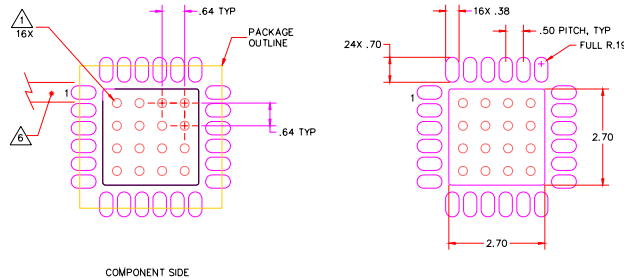 1
16X
.64 TYP
PACKAGE
OUTLINE
1
6
.64 TYP
COMPONENT SIDE
16X .38
.50 PITCH, TYP
24X .70
FULL R.19
1
2.70
2.70